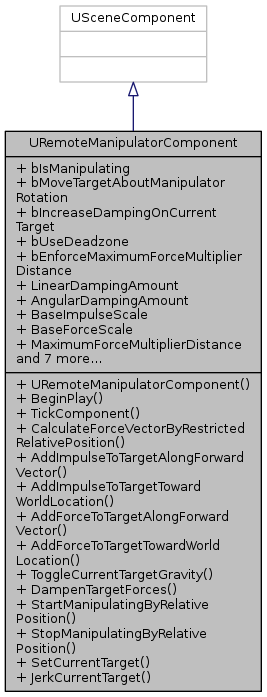 USceneComponent
URemoteManipulatorComponent
+ bIsManipulating
+ bMoveTargetAboutManipulator
Rotation
+ bIncreaseDampingOnCurrent
Target
+ bUseDeadzone
+ bEnforceMaximumForceMultiplier
Distance
+ LinearDampingAmount
+ AngularDampingAmount
+ BaseImpulseScale
+ BaseForceScale
+ MaximumForceMultiplierDistance
and 7 more...
+ URemoteManipulatorComponent()
+ BeginPlay()
+ TickComponent()
+ CalculateForceVectorByRestricted
RelativePosition()
+ AddImpulseToTargetAlongForward
Vector()
+ AddImpulseToTargetToward
WorldLocation()
+ AddForceToTargetAlongForward
Vector()
+ AddForceToTargetTowardWorld
Location()
+ ToggleCurrentTargetGravity()
+ DampenTargetForces()
+ StartManipulatingByRelative
Position()
+ StopManipulatingByRelative
Position()
+ SetCurrentTarget()
+ JerkCurrentTarget()